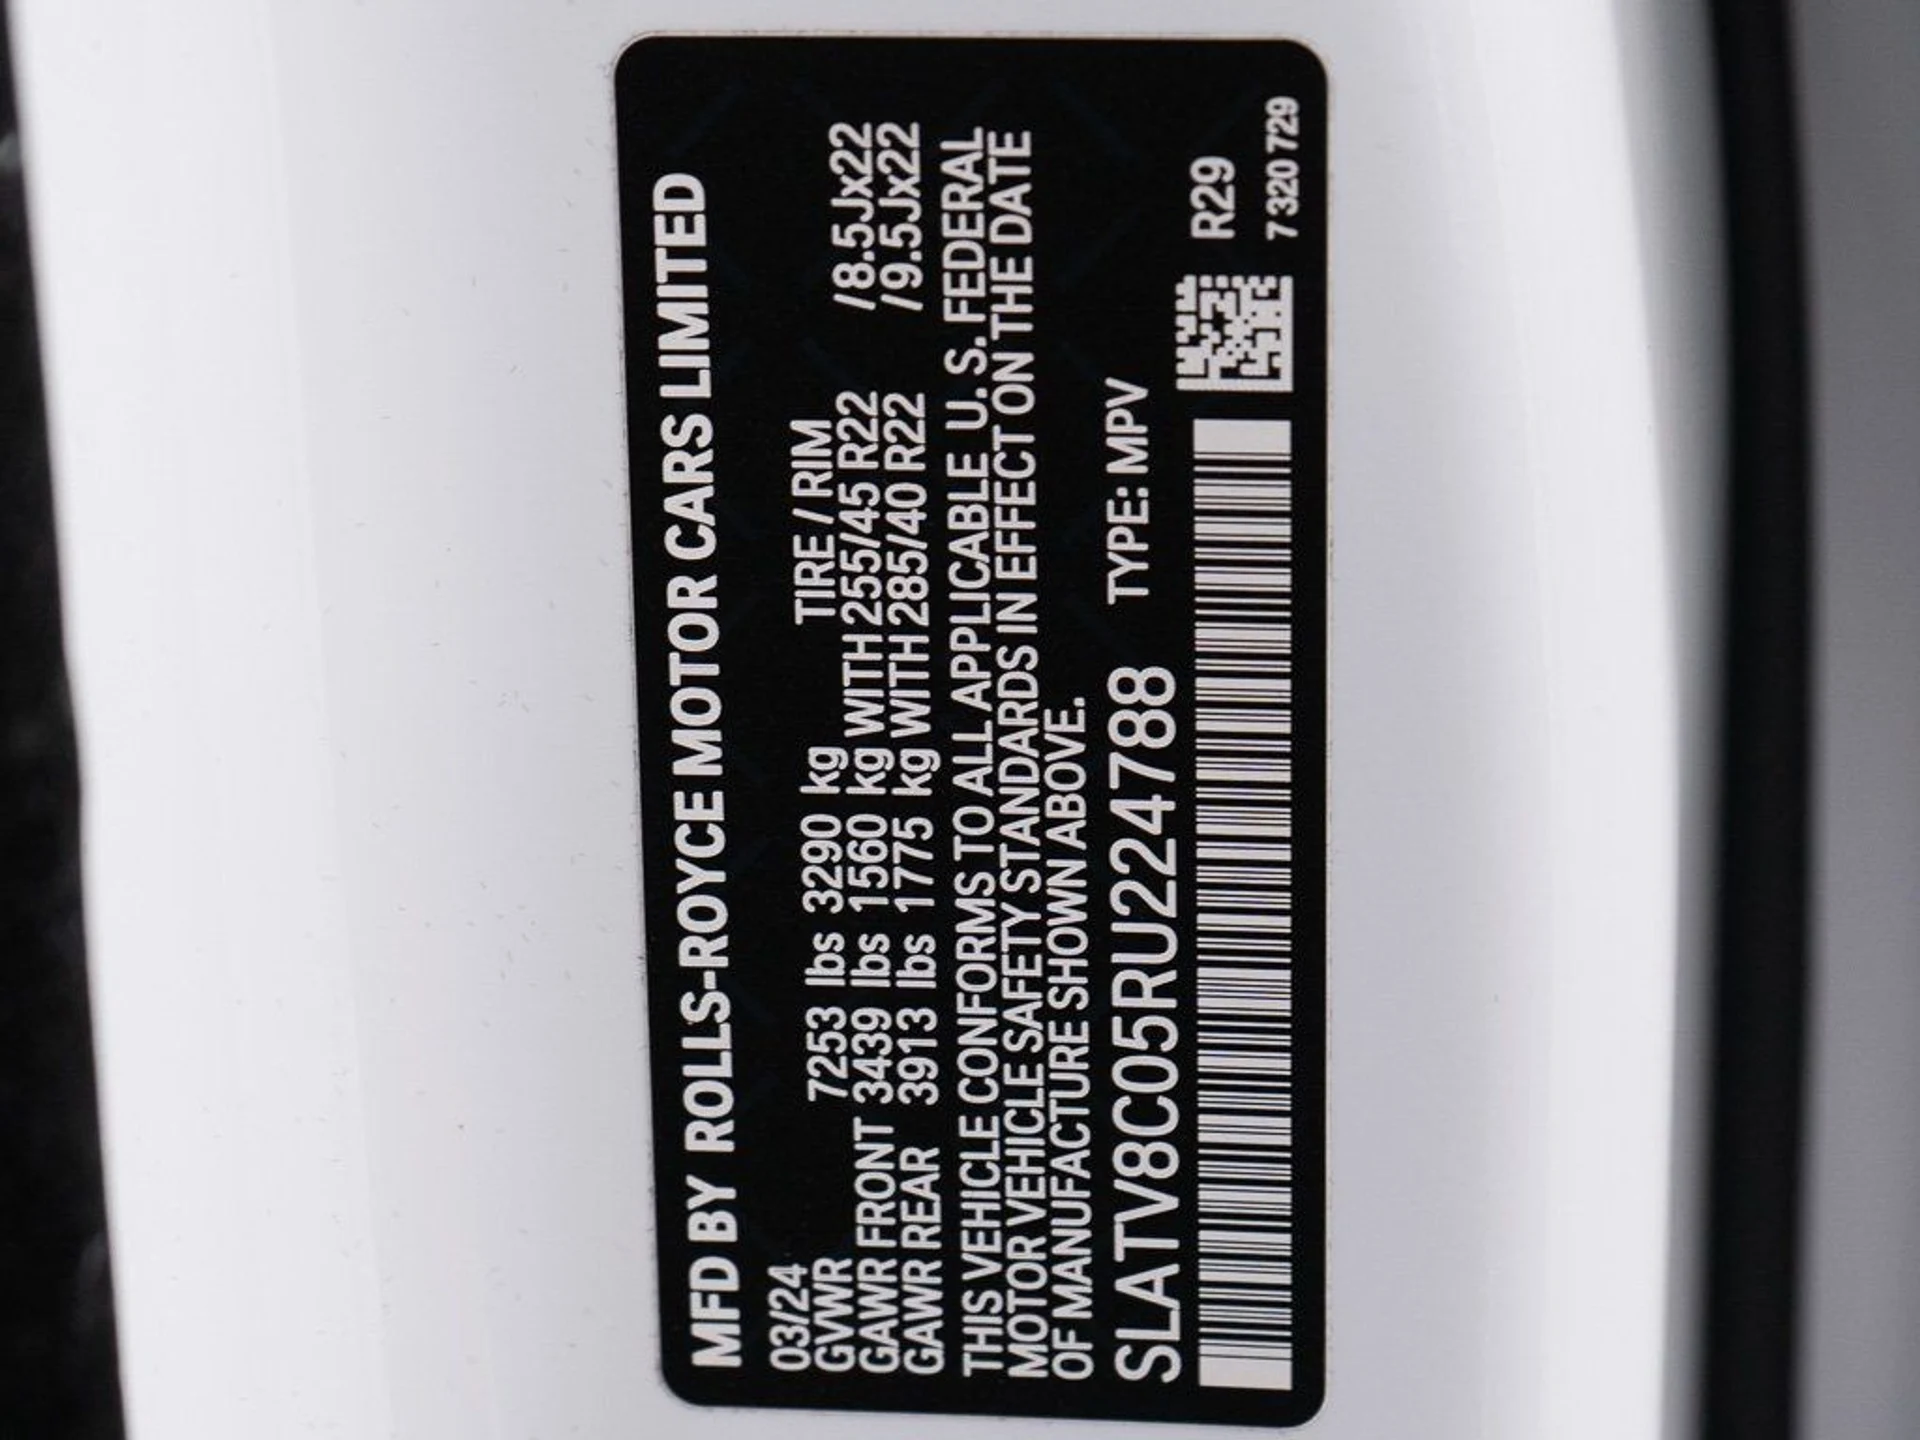 MFD BY ROLLS-ROYCE MOTOR CARS LIMITED
03/24 TIRE / RIM
GVWR 7253 lbs 3290 kg
GAWR FRONT 3439 lbs 1560 kg WITH 255/45 R22 /8.5Jx22
GAWR REAR 3913 lbs 1775 kg WITH 285/40 R22 /9.5Jx22
THIS VEHICLE CONFORMS TO ALL APPLICABLE U. S. FEDERAL
MOTOR VEHICLE SAFETY STANDARDS IN EFFECT ON THE DATE
OF MANUFACTURE SHOWN ABOVE.
SLATV8C05RU224788 TYPE: MPV
R29
7 320 7 729